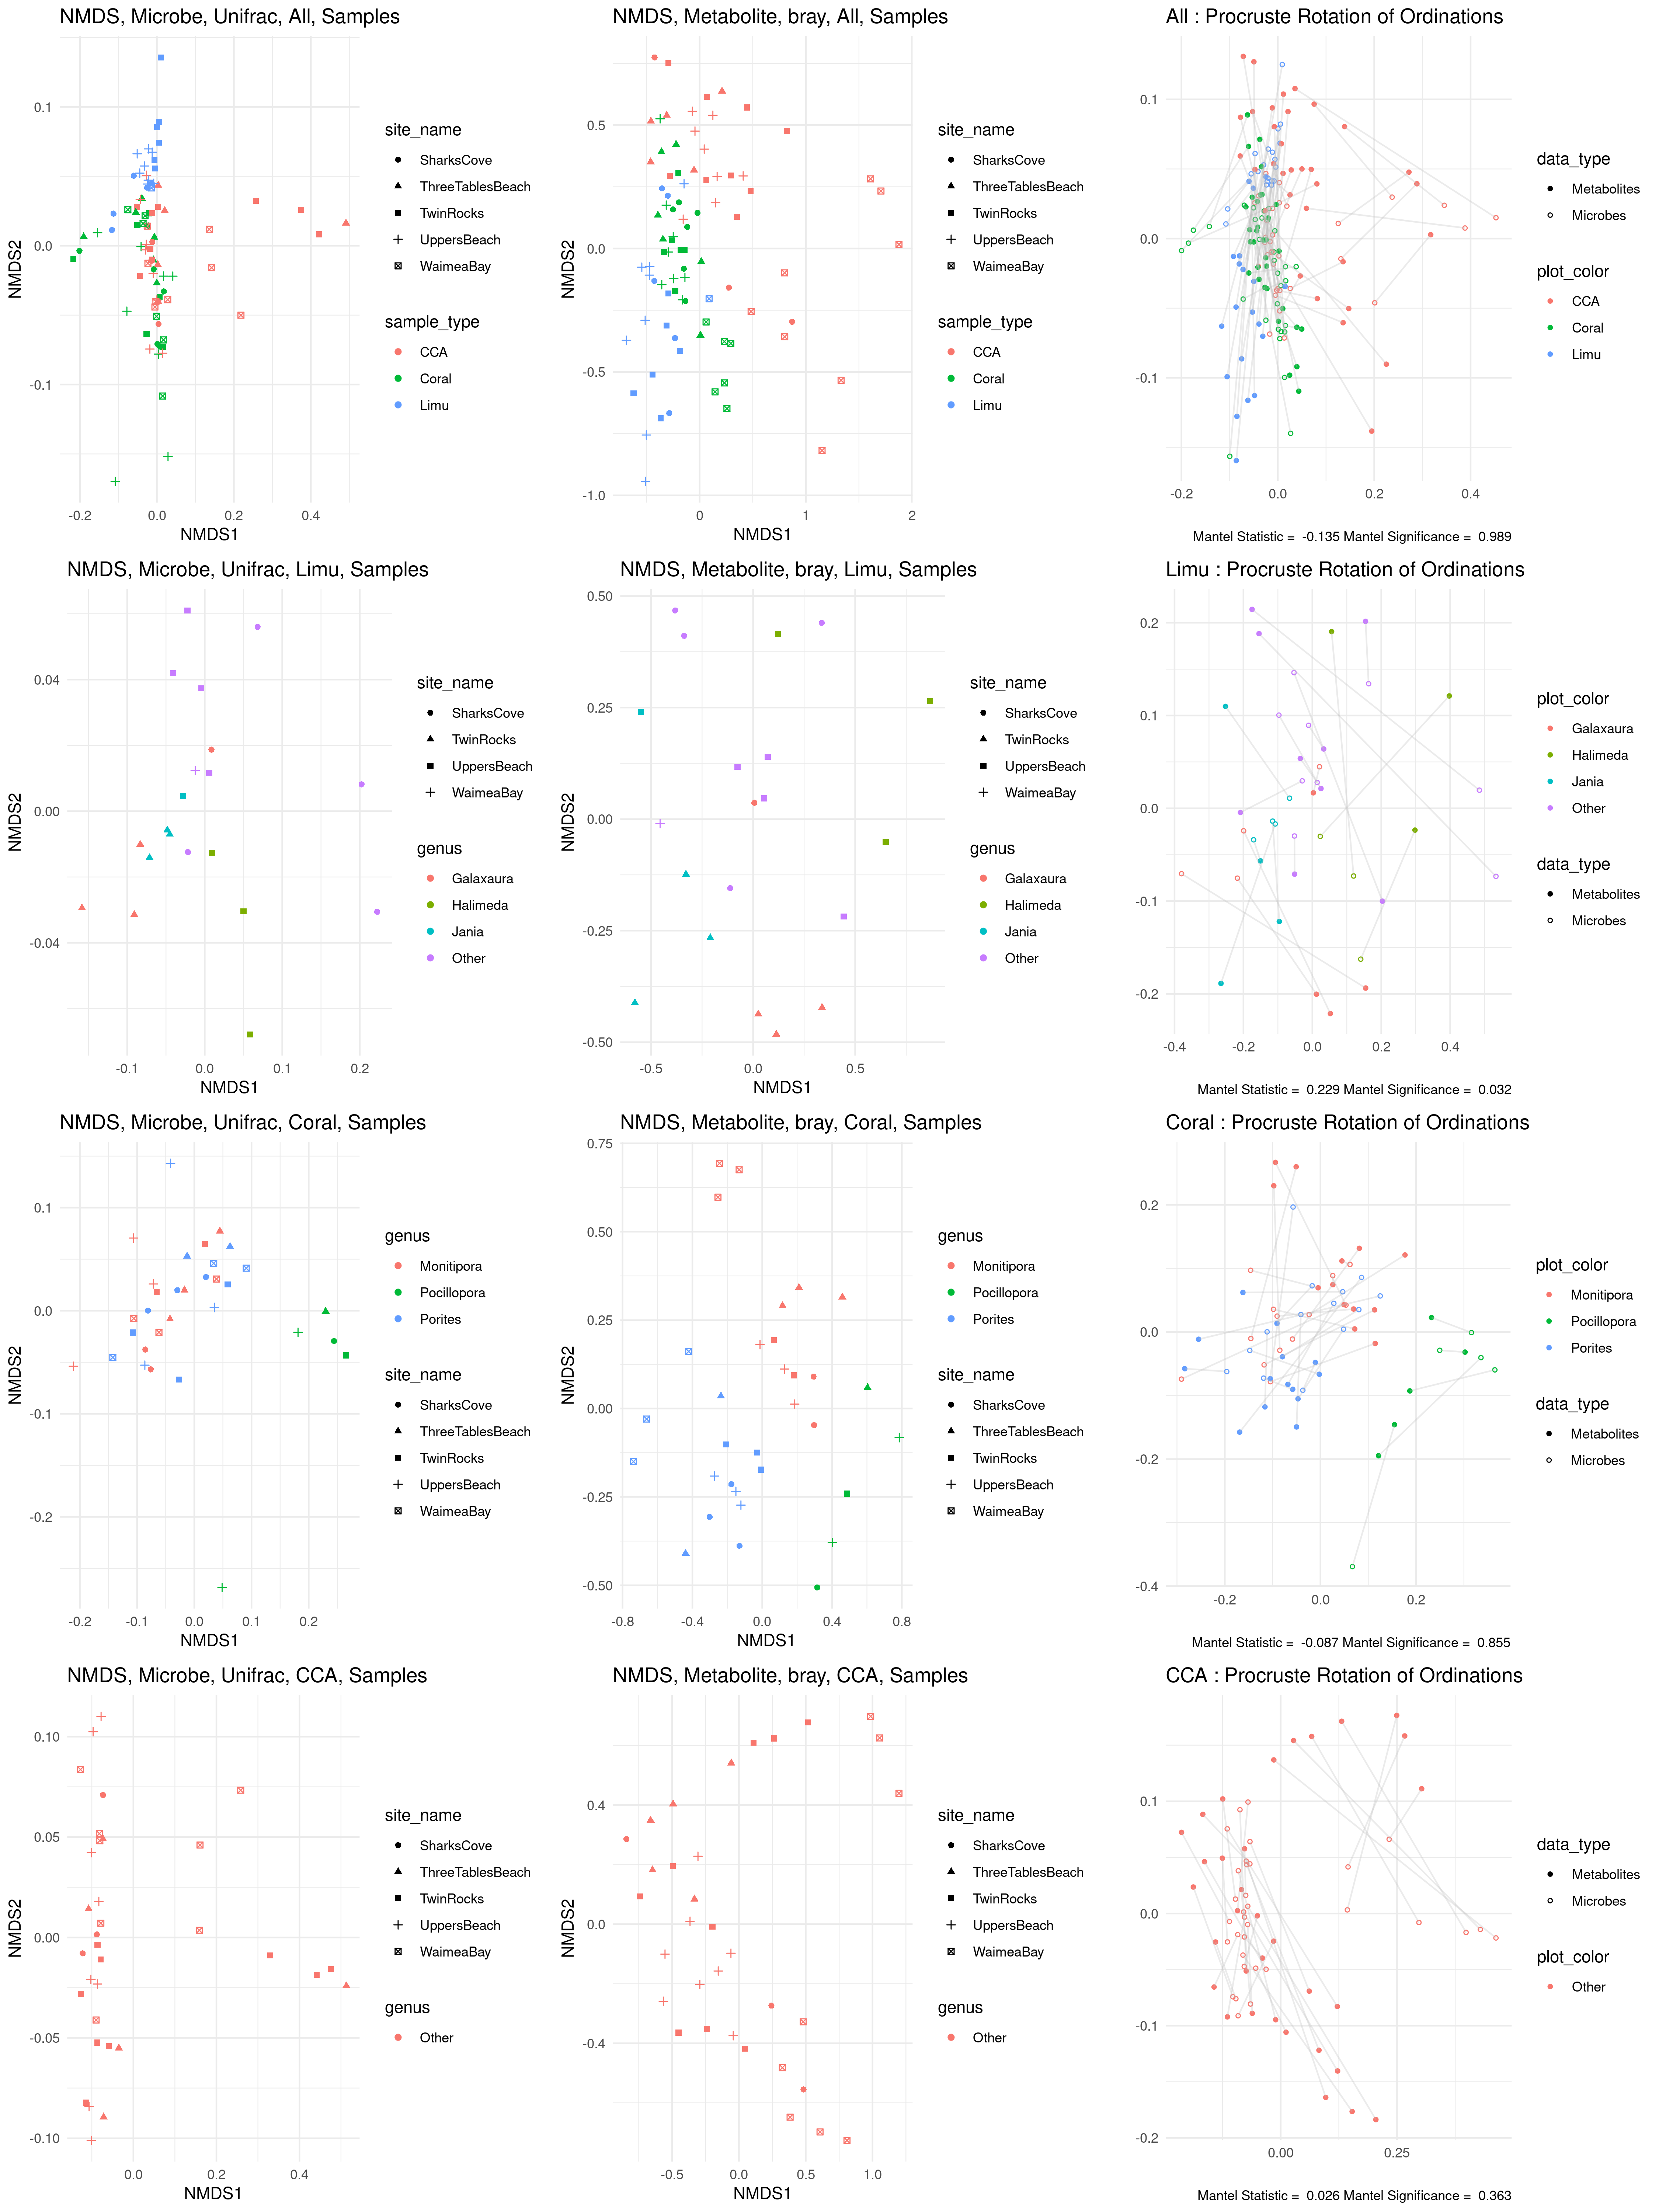 NMDS, Microbe, Unifrac, All, Samples
NMDS2
0.1
0.0
-0.1
-0.2
0.0
0.2
0.4
NMDS1
site_name
SharksCove
ThreeTablesBeach
TwinRocks
UppersBeach
WaimeaBay
sample_type
CCA
Coral
Limu
NMDS, Metabolite, bray, All, Samples
NMDS2
0.5
0.0
-0.5
-1.0
0
1
2
NMDS1
site_name
SharksCove
ThreeTablesBeach
TwinRocks
UppersBeach
WaimeaBay
sample_type
CCA
Coral
Limu
All : Procruste Rotation of Ordinations
0.1
0.0
-0.1
-0.2
0.0
0.2
0.4
data_type
Metabolites
Microbes
plot_color
CCA
Coral
Limu
Mantel Statistic = -0.135 Mantel Significance = 0.989
NMDS, Microbe, Unifrac, Limu, Samples
NMDS2
0.04
0.00
-0.04
-0.1
0.0
0.1
0.2
NMDS1
site_name
SharksCove
TwinRocks
UppersBeach
WaimeaBay
genus
Galaxaura
Halimeda
Jania
Other
NMDS, Metabolite, bray, Limu, Samples
NMDS2
0.50
0.25
0.00
-0.25
-0.50
-0.5
0.0
0.5
NMDS1
site_name
SharksCove
TwinRocks
UppersBeach
WaimeaBay
genus
Galaxaura
Halimeda
Jania
Other
Limu : Procruste Rotation of Ordinations
0.2
0.1
0.0
-0.1
-0.2
-0.4
-0.2
0.0
0.2
0.4
plot_color
Galaxaura
Halimeda
Jania
Other
data_type
Metabolites
Microbes
Mantel Statistic = 0.229 Mantel Significance = 0.032
NMDS, Microbe, Unifrac, Coral, Samples
NMDS2
0.1
0.0
-0.1
-0.2
-0.2
-0.1
0.0
0.1
0.2
NMDS1
genus
Monitipora
Pocillopora
Porites
site_name
SharksCove
ThreeTablesBeach
TwinRocks
UppersBeach
WaimeaBay
NMDS, Metabolite, bray, Coral, Samples
NMDS2
0.75
0.50
0.25
0.00
-0.25
-0.50
-0.8
-0.4
0.0
0.4
0.8
NMDS1
genus
Monitipora
Pocillopora
Porites
site_name
SharksCove
ThreeTablesBeach
TwinRocks
UppersBeach
WaimeaBay
Coral : Procruste Rotation of Ordinations
0.2
0.0
-0.2
-0.4
-0.2
0.0
0.2
plot_color
Monitipora
Pocillopora
Porites
data_type
Metabolites
Microbes
Mantel Statistic = -0.087 Mantel Significance = 0.855
NMDS, Microbe, Unifrac, CCA, Samples
NMDS2
0.10
0.05
0.00
-0.05
-0.10
0.0
0.2
0.4
NMDS1
site_name
SharksCove
ThreeTablesBeach
TwinRocks
UppersBeach
WaimeaBay
genus
Other
NMDS, Metabolite, bray, CCA, Samples
NMDS2
0.4
0.0
-0.4
-0.5
0.0
0.5
1.0
NMDS1
site_name
SharksCove
ThreeTablesBeach
TwinRocks
UppersBeach
WaimeaBay
genus
Other
CCA : Procruste Rotation of Ordinations
0.1
0.0
-0.1
-0.2
0.00
0.25
data_type
Metabolites
Microbes
plot_color
Other
Mantel Statistic = 0.026 Mantel Significance = 0.363